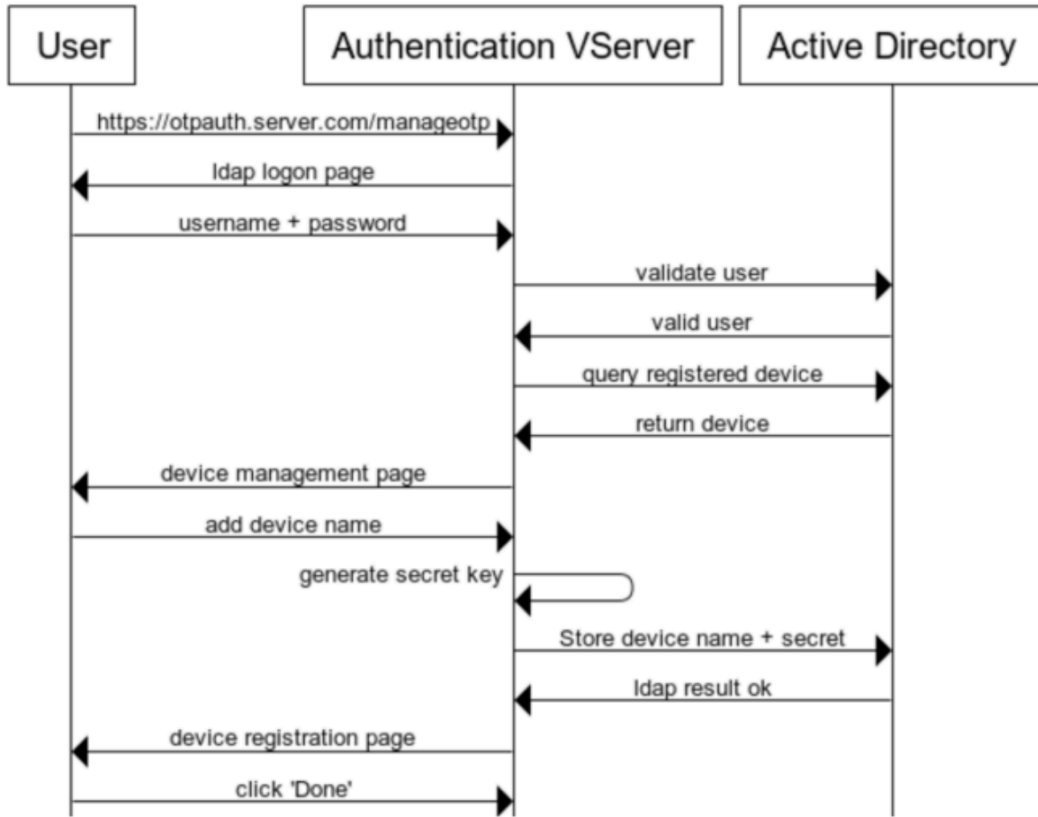 User
Authentication VServer
Active Directory
https://otpauth.server.com/manageotp
ldap logon page
username + password
validate user
valid user
query registered device
return device
device management page
add device name
generate secret key
Store device name + secret
ldap result ok
device registration page
click 'Done'